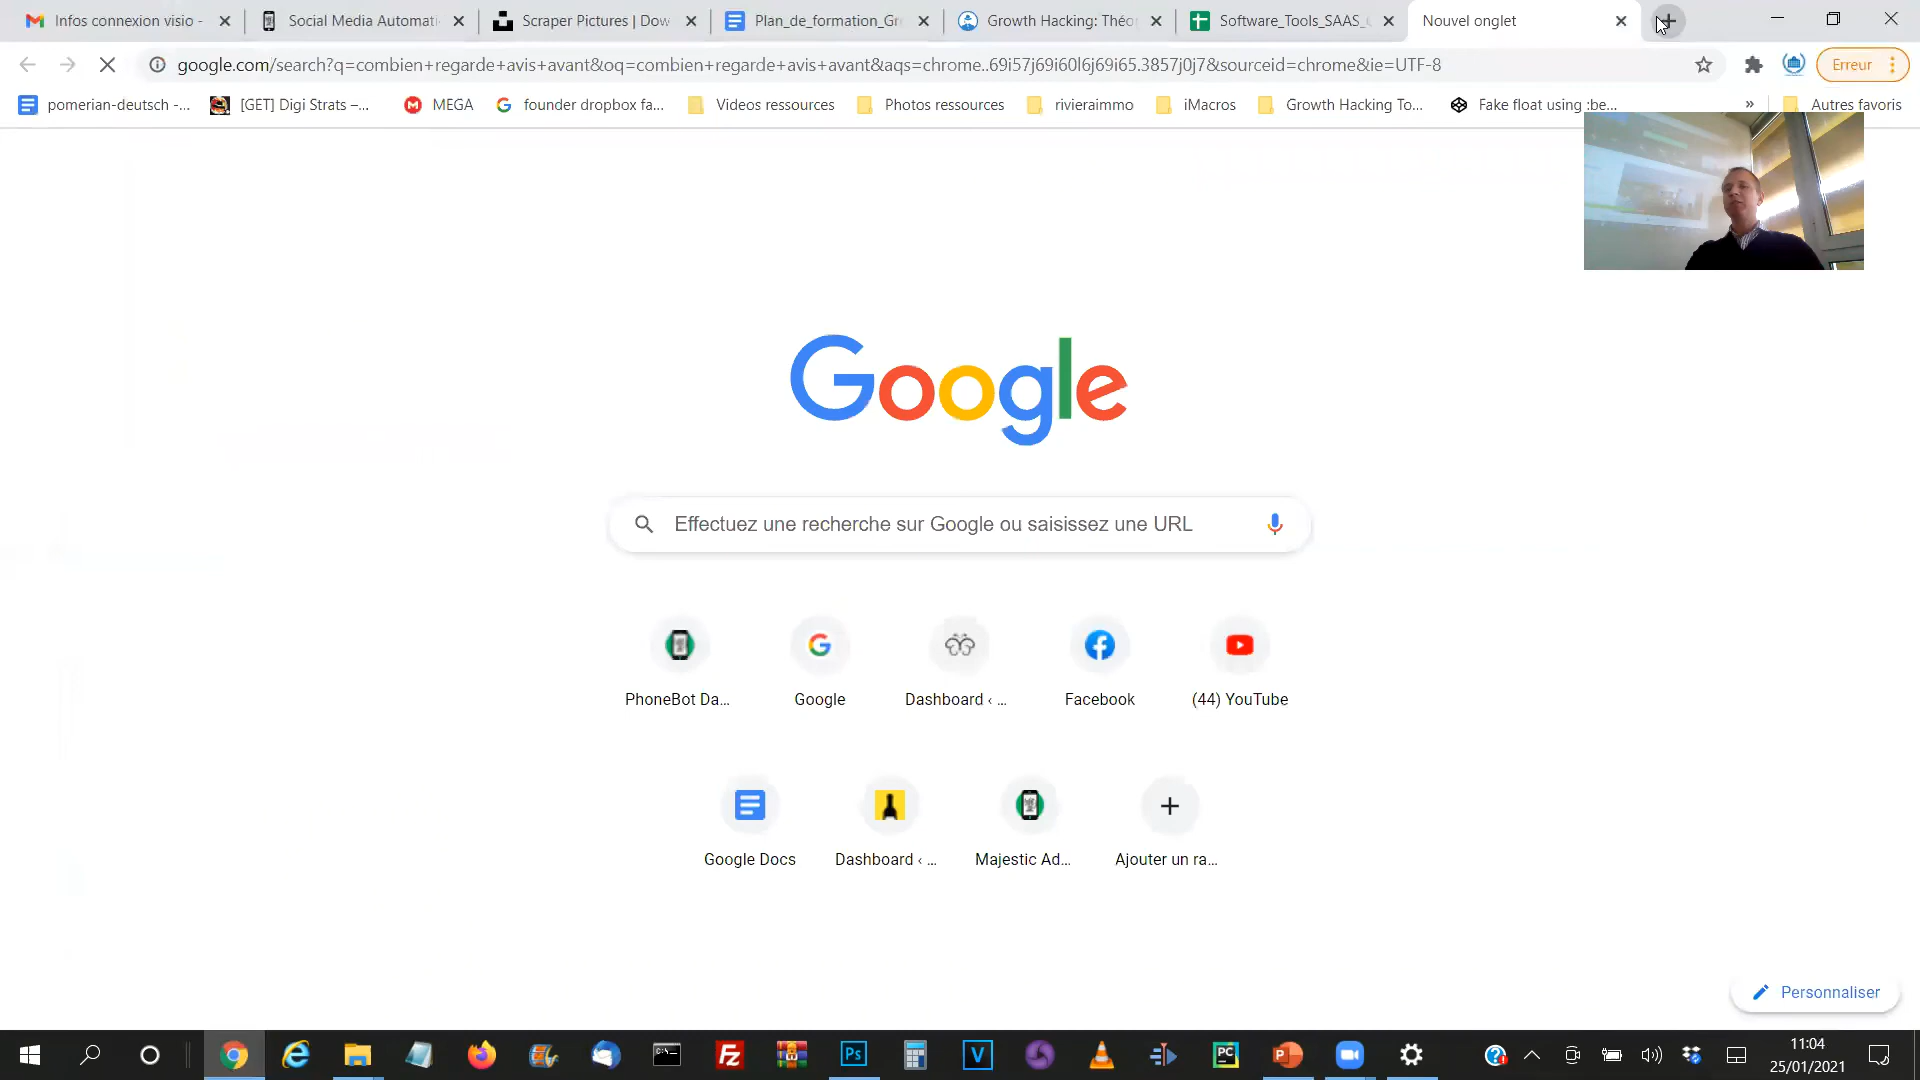 Infos connexion visio -
Social Media Automati
Scraper Pictures | Dow
Plan_de_formation_Gr
Growth Hacking: Théo
Software_Tools_SAAS_
Nouvel onglet
google.com/search?q=combien+regarde+avis+avant&oq=combien+regarde+avis+avant&aqs=chrome..69i57j69i60l6j69i65.3857j0j7&sourceid=chrome&ie=UTF-8
Erreur
pomerian-deutsch -...
[GET] Digi Strats –...
MEGA
founder dropbox fa...
Videos ressources
Photos ressources
rivieraimmo
iMacros
Growth Hacking To...
Fake float using :be...
»
Autres favoris
Google
Effectuez une recherche sur Google ou saisissez une URL
PhoneBot Da...
Google
Dashboard ‹ ...
Facebook
(44) YouTube
Google Docs
Dashboard ‹ ...
Majestic Ad...
Ajouter un ra...
Personnaliser
11:04
25/01/2021